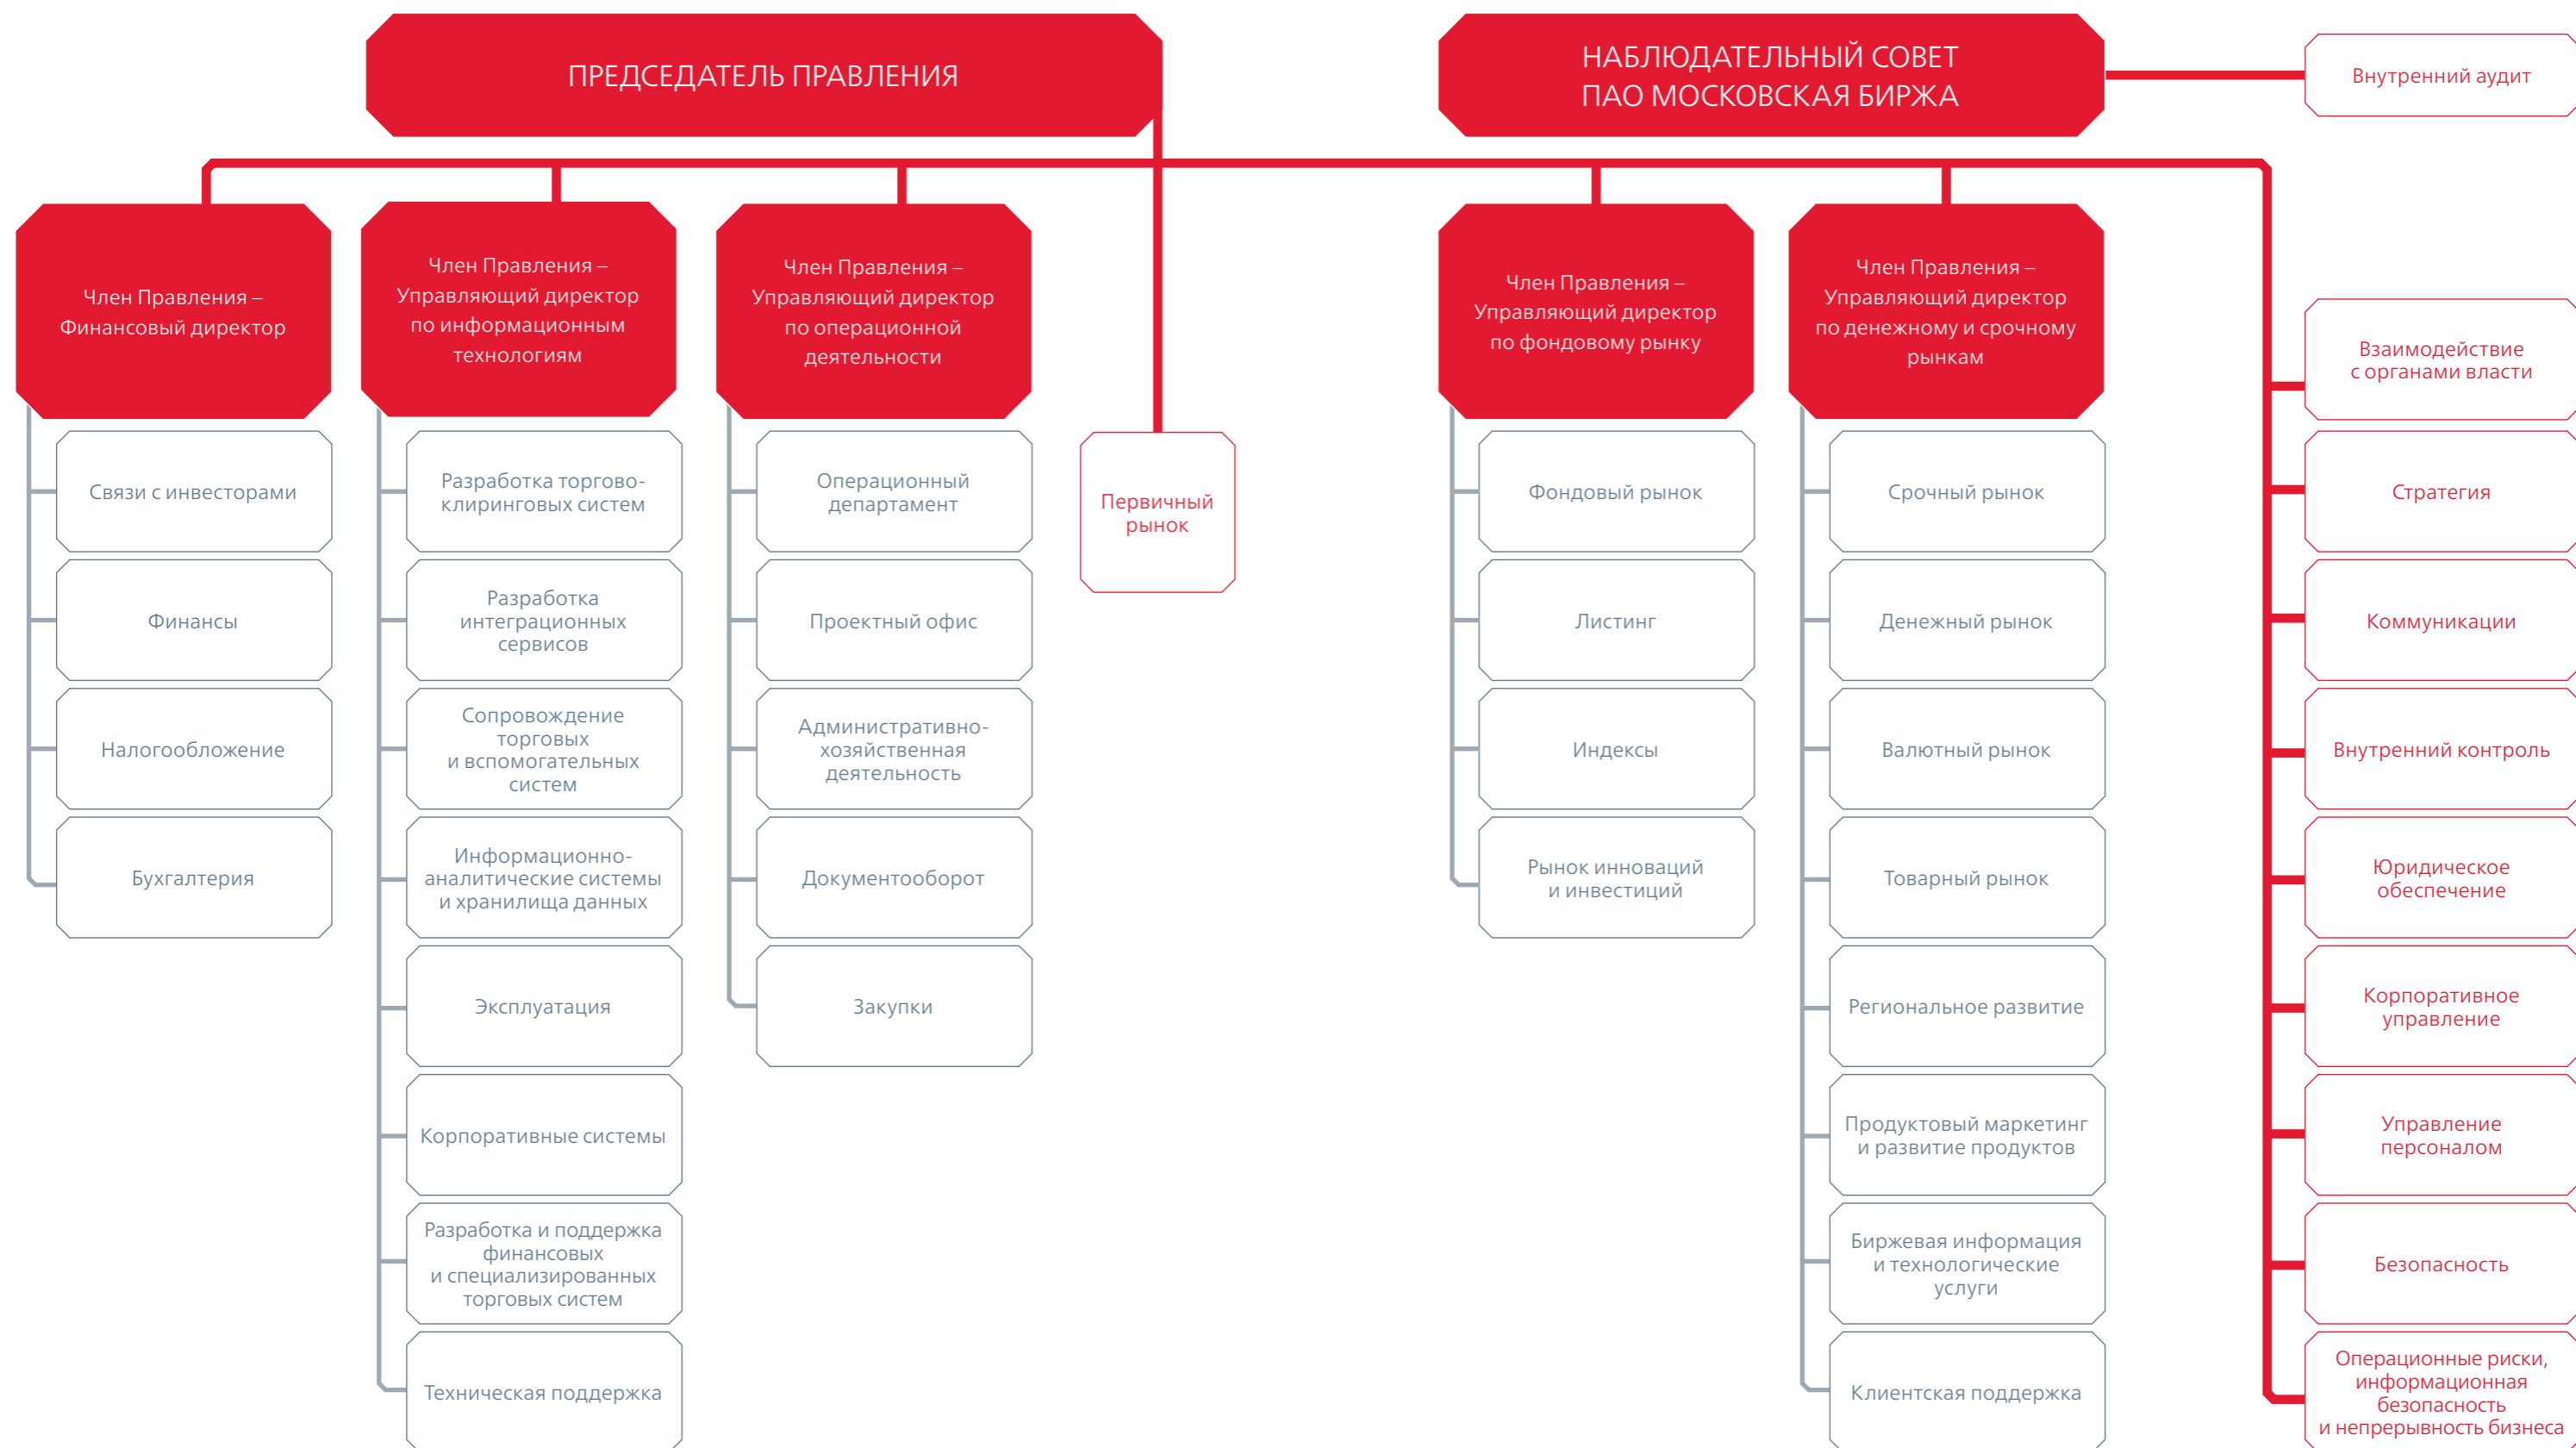 ПРЕДСЕДАТЕЛЬ ПРАВЛЕНИЯ
НАБЛЮДАТЕЛЬНЫЙ СОВЕТ
ПАО МОСКОВСКАЯ БИРЖА
Внутренний аудит
Член Правления –
Финансовый директор
Связи с инвесторами
Финансы
Налогообложение
Бухгалтерия
Член Правления –
Управляющий директор
по информационным
технологиям
Разработка торгово-
клиринговых систем
Разработка
интеграционных
сервисов
Сопровождение
торговых
и вспомогательных
систем
Информационно-
аналитические системы
и хранилища данных
Эксплуатация
Корпоративные системы
Разработка и поддержка
финансовых
и специализированных
торговых систем
Техническая поддержка
Член Правления –
Управляющий директор
по операционной
деятельности
Операционный
департамент
Проектный офис
Административно-
хозяйственная
деятельность
Документооборот
Закупки
Первичный
рынок
Член Правления –
Управляющий директор
по фондовому рынку
Фондовый рынок
Листинг
Индексы
Рынок инноваций
и инвестиций
Член Правления –
Управляющий директор
по денежному и срочному
рынкам
Срочный рынок
Денежный рынок
Валютный рынок
Товарный рынок
Региональное развитие
Продуктовый маркетинг
и развитие продуктов
Биржевая информация
и технологические
услуги
Клиентская поддержка
Взаимодействие
с органами власти
Стратегия
Коммуникации
Внутренний контроль
Юридическое
обеспечение
Корпоративное
управление
Управление
персоналом
Безопасность
Операционные риски,
информационная
безопасность
и непрерывность бизнеса